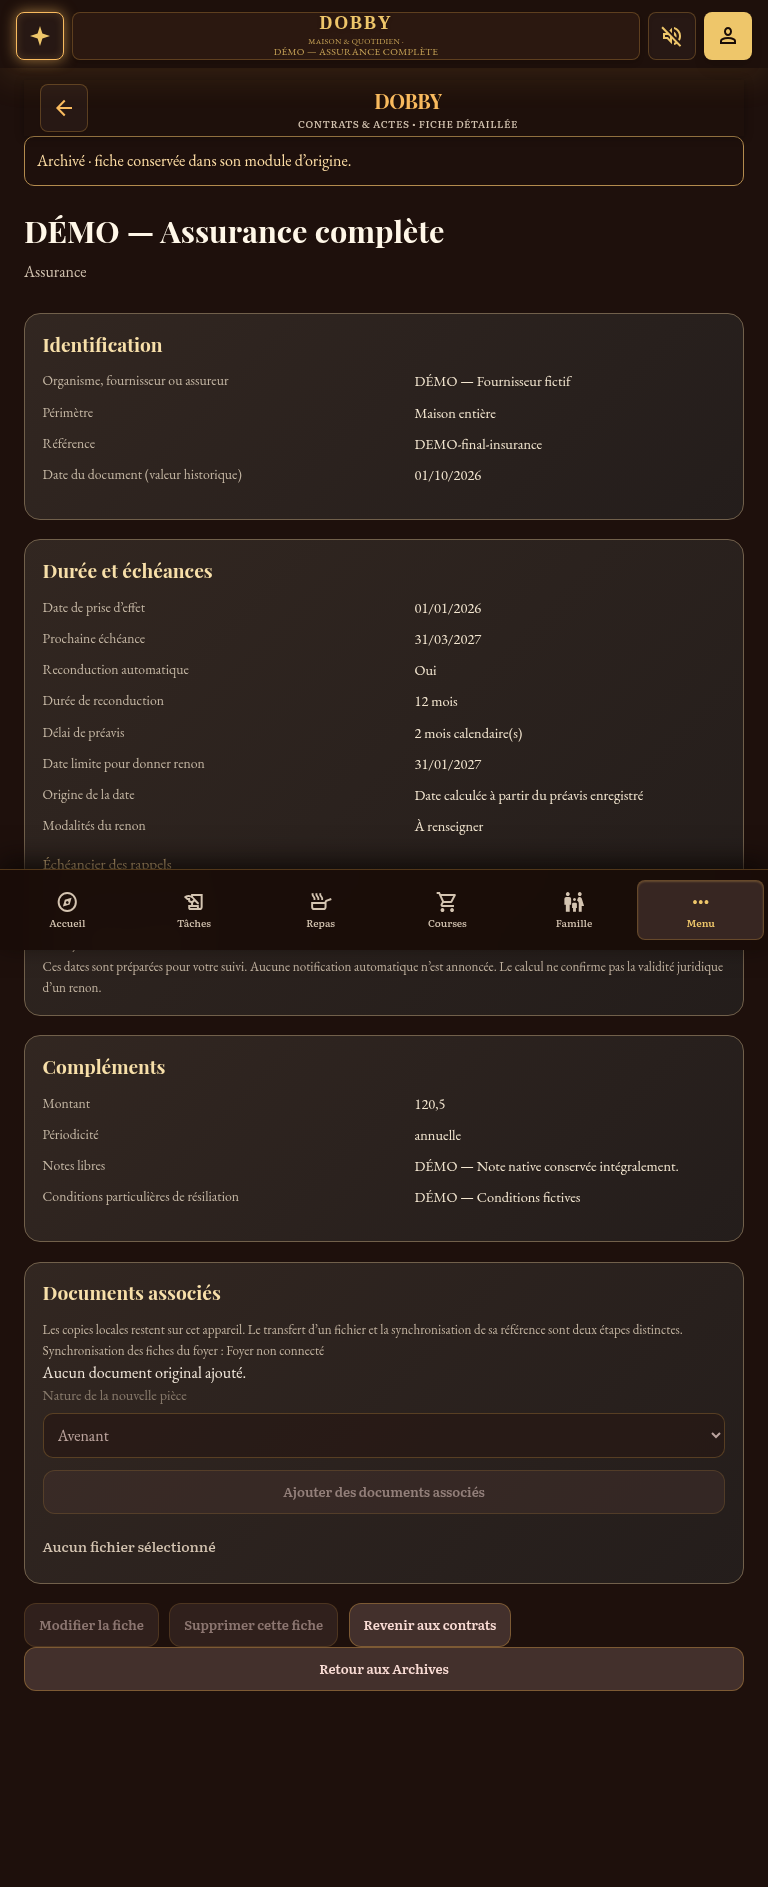 DOBBY
MAISON & QUOTIDIEN ·
DÉMO — ASSURANCE COMPLÈTE
DOBBY
CONTRATS & ACTES • FICHE DÉTAILLÉE
Archivé · fiche conservée dans son module d’origine.
DÉMO — Assurance complète
Assurance
Identification
Organisme, fournisseur ou assureur
DÉMO — Fournisseur fictif
Périmètre
Maison entière
Référence
DEMO-final-insurance
Date du document (valeur historique)
01/10/2026
Durée et échéances
Date de prise d’effet
01/01/2026
Prochaine échéance
31/03/2027
Reconduction automatique
Oui
Durée de reconduction
12 mois
Délai de préavis
2 mois calendaire(s)
Date limite pour donner renon
31/01/2027
Origine de la date
Date calculée à partir du préavis enregistré
Modalités du renon
À renseigner
Échéancier des rappels
Accueil
Tâches
Repas
Courses
Famille
Menu
Ces dates sont préparées pour votre suivi. Aucune notification automatique n’est annoncée. Le calcul ne confirme pas la validité juridique
d’un renon.
Compléments
Montant
120,5
Périodicité
annuelle
Notes libres
DÉMO — Note native conservée intégralement.
Conditions particulières de résiliation
DÉMO — Conditions fictives
Documents associés
Les copies locales restent sur cet appareil. Le transfert d’un fichier et la synchronisation de sa référence sont deux étapes distinctes.
Synchronisation des fiches du foyer : Foyer non connecté
Aucun document original ajouté.
Nature de la nouvelle pièce
Avenant
Ajouter des documents associés
Aucun fichier sélectionné
Modifier la fiche
Supprimer cette fiche
Revenir aux contrats
Retour aux Archives